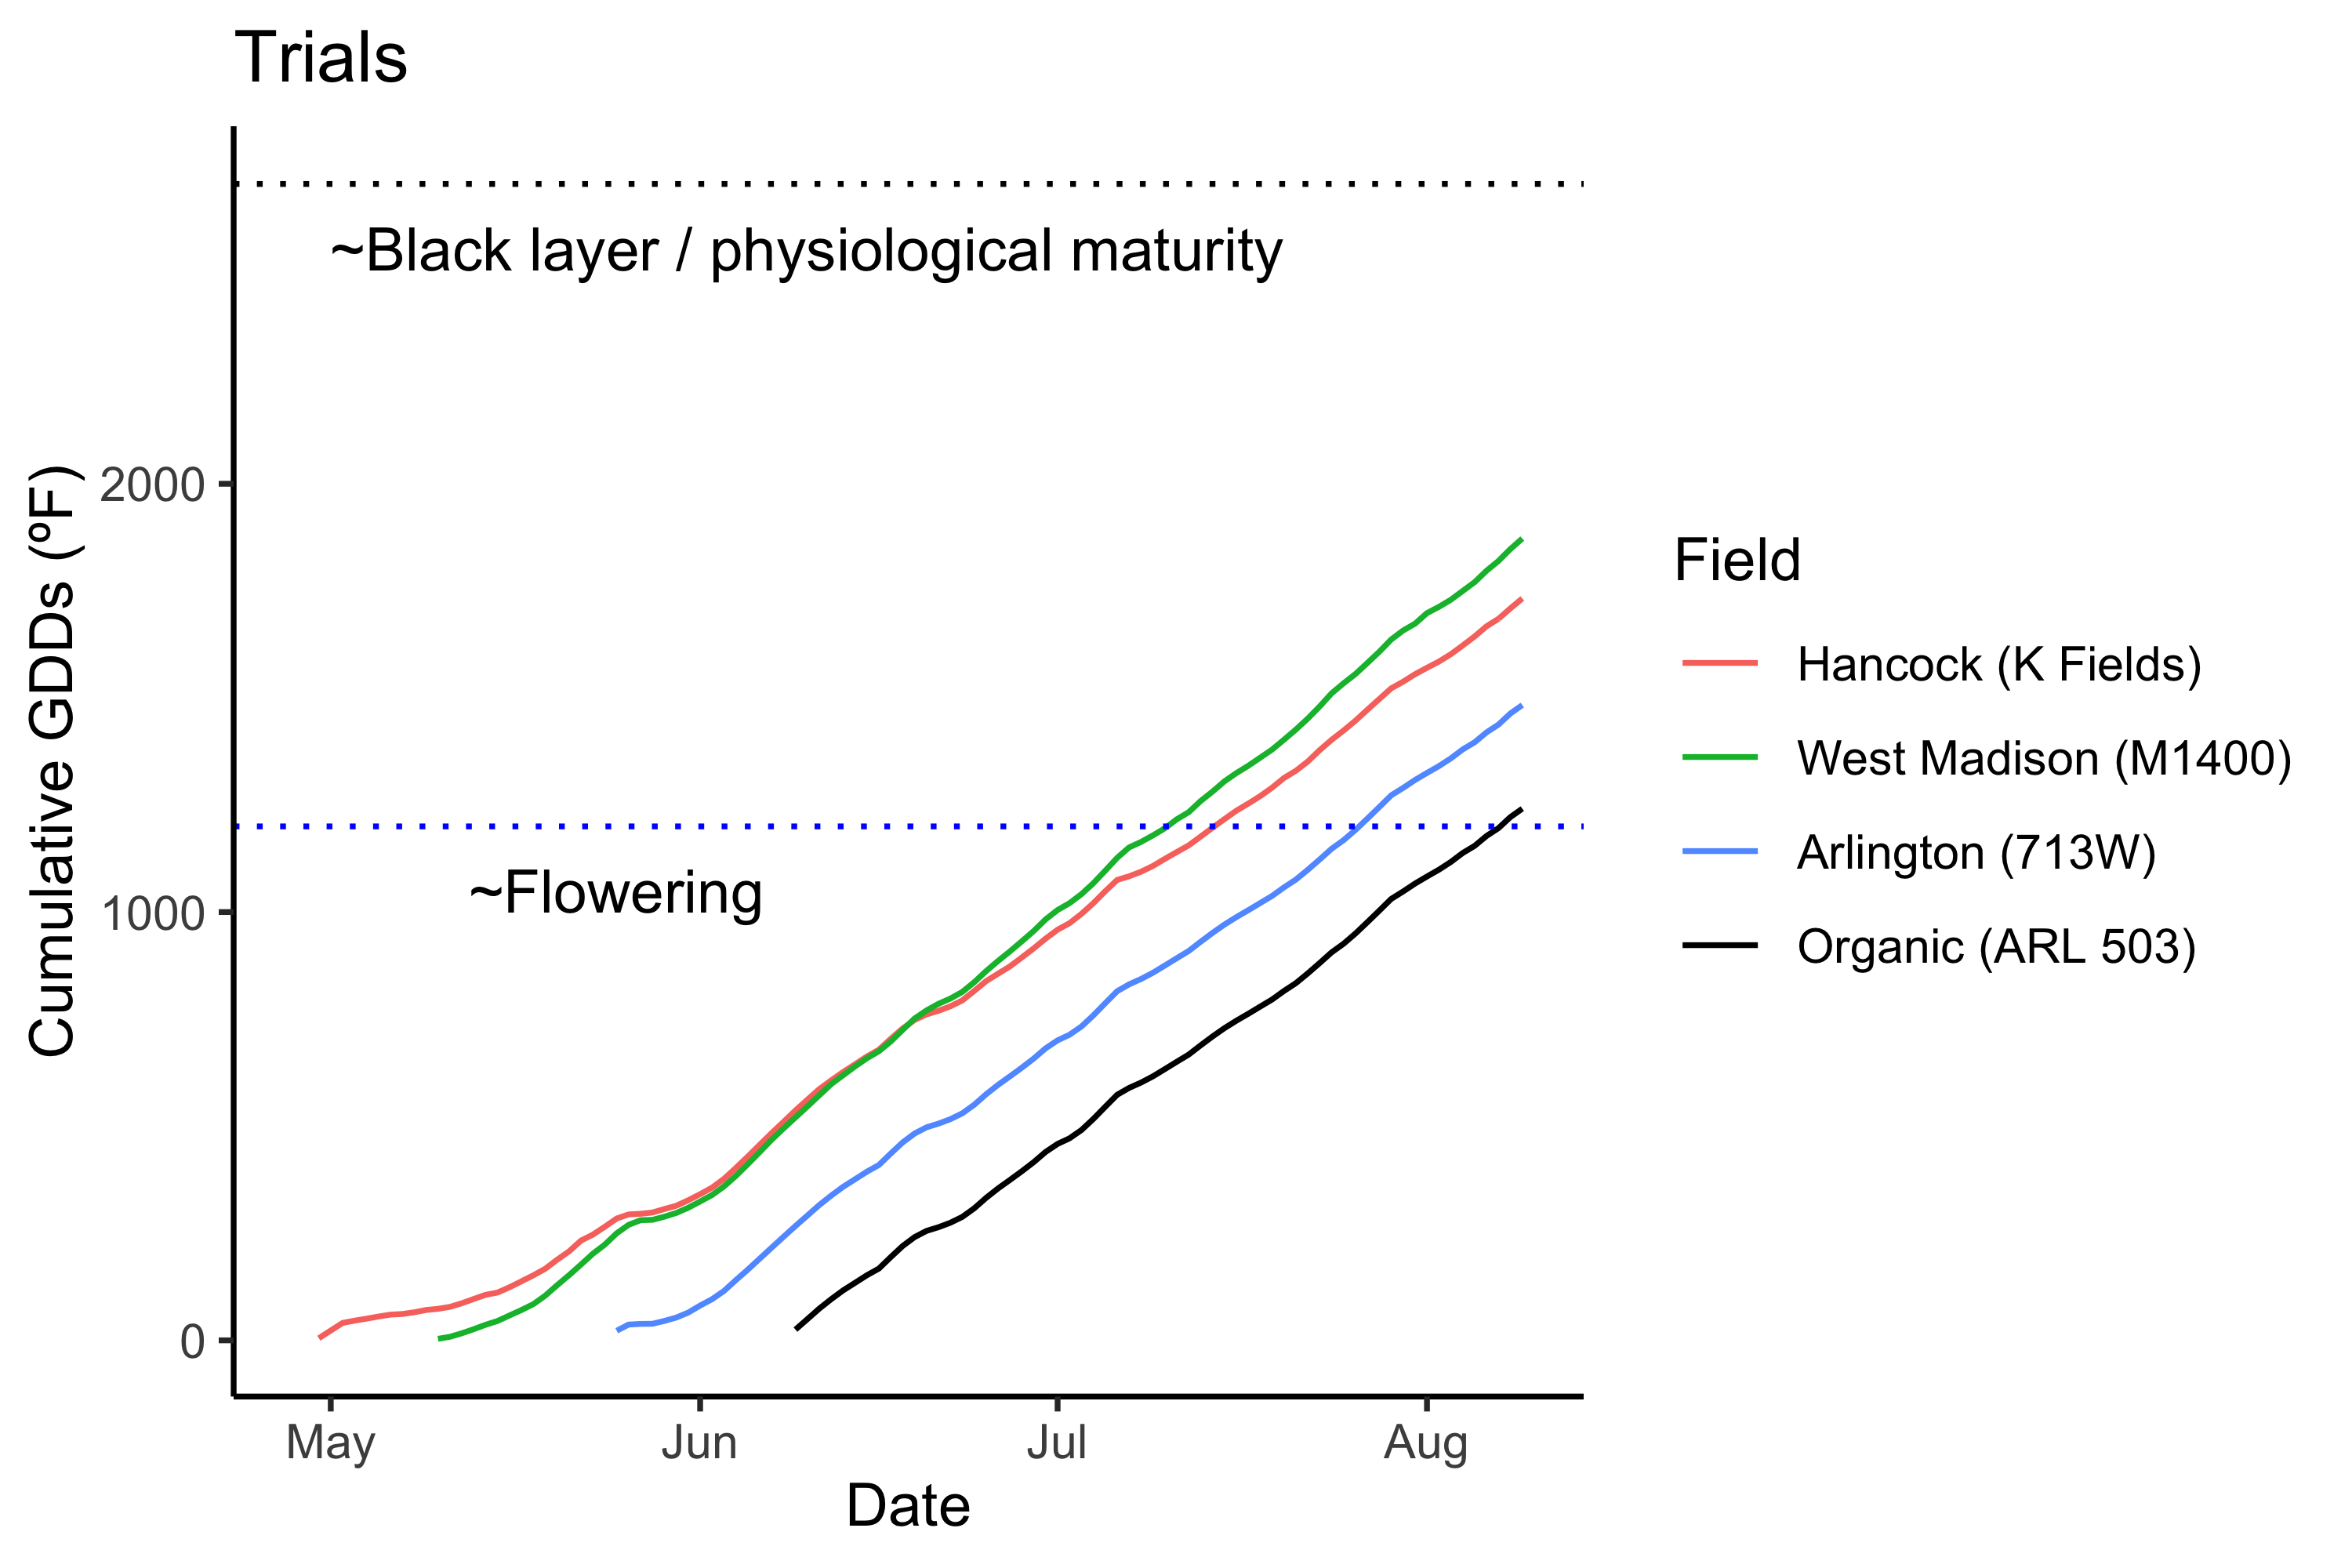 Trials
~Black layer / physiological maturity
~Flowering
Cumulative GDDs (ºF)
2000
1000
0
May
Jun
Jul
Aug
Date
Field
Hancock (K Fields)
West Madison (M1400)
Arlington (713W)
Organic (ARL 503)